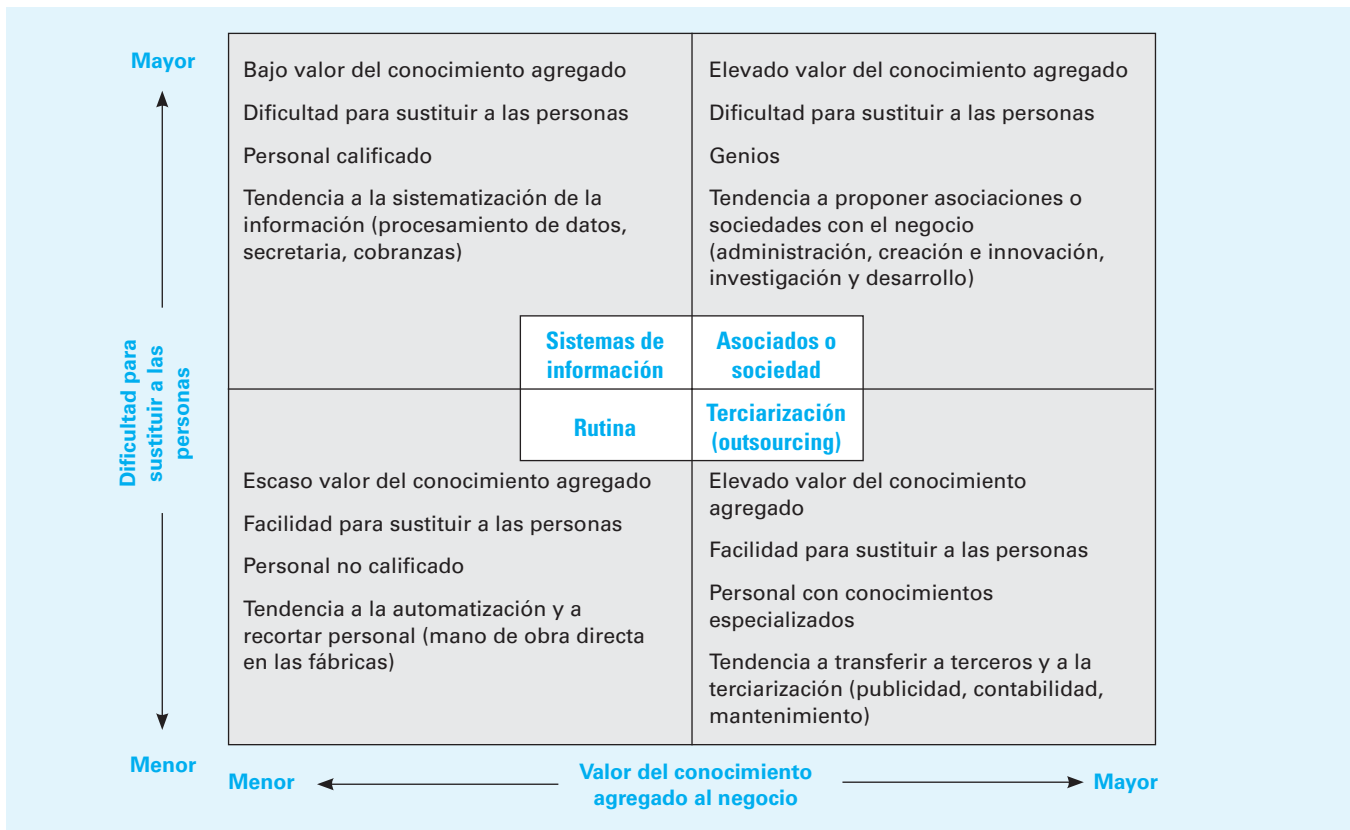 Mayor
Bajo valor del conocimiento agregado
Dificultad para sustituir a las personas
Personal calificado
Tendencia a la sistematización de la
información (procesamiento de datos,
secretaria, cobranzas)
Elevado valor del conocimiento agregado
Dificultad para sustituir a las personas
Genios
Tendencia a proponer asociaciones o
sociedades con el negocio
(administración, creación e innovación,
investigación y desarrollo)
Dificultad para
sustituir a las
personas
Sistemas de
información
Asociados o
sociedad
Rutina
Terciarización
(outsourcing)
Escaso valor del conocimiento agregado
Facilidad para sustituir a las personas
Personal no calificado
Tendencia a la automatización y a
recortar personal (mano de obra directa
en las fábricas)
Elevado valor del conocimiento
agregado
Facilidad para sustituir a las personas
Personal con conocimientos
especializados
Tendencia a transferir a terceros y a la
terciarización (publicidad, contabilidad,
mantenimiento)
Menor
Menor
Valor del conocimiento
agregado al negocio
Mayor